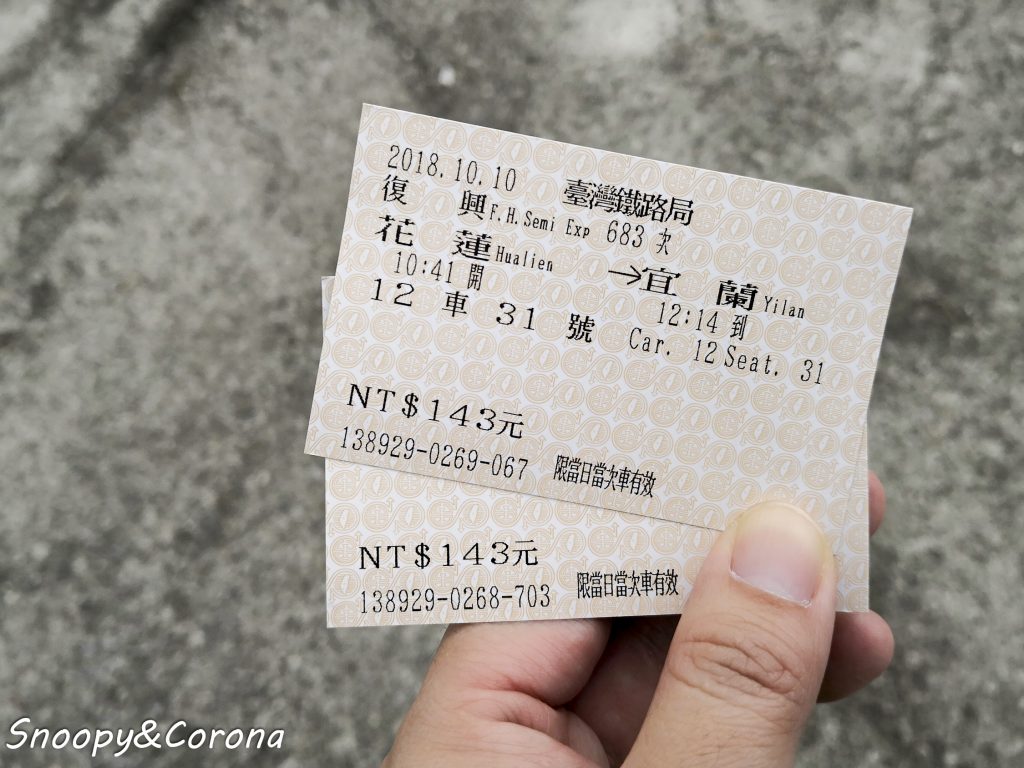 2018.10.10 臺灣鐵路局
復興 F.H.Semi Exp 683 次
花蓮 Hualien →宜蘭 Yilan
10:41 開 12:14 到
12 車 31 號 Car. 12 Seat. 31
NT$143元
138929-0269-067 限當日當次車有效
NT$143元
138929-0268-703 限當日當次車有效
Snoopy&Corona